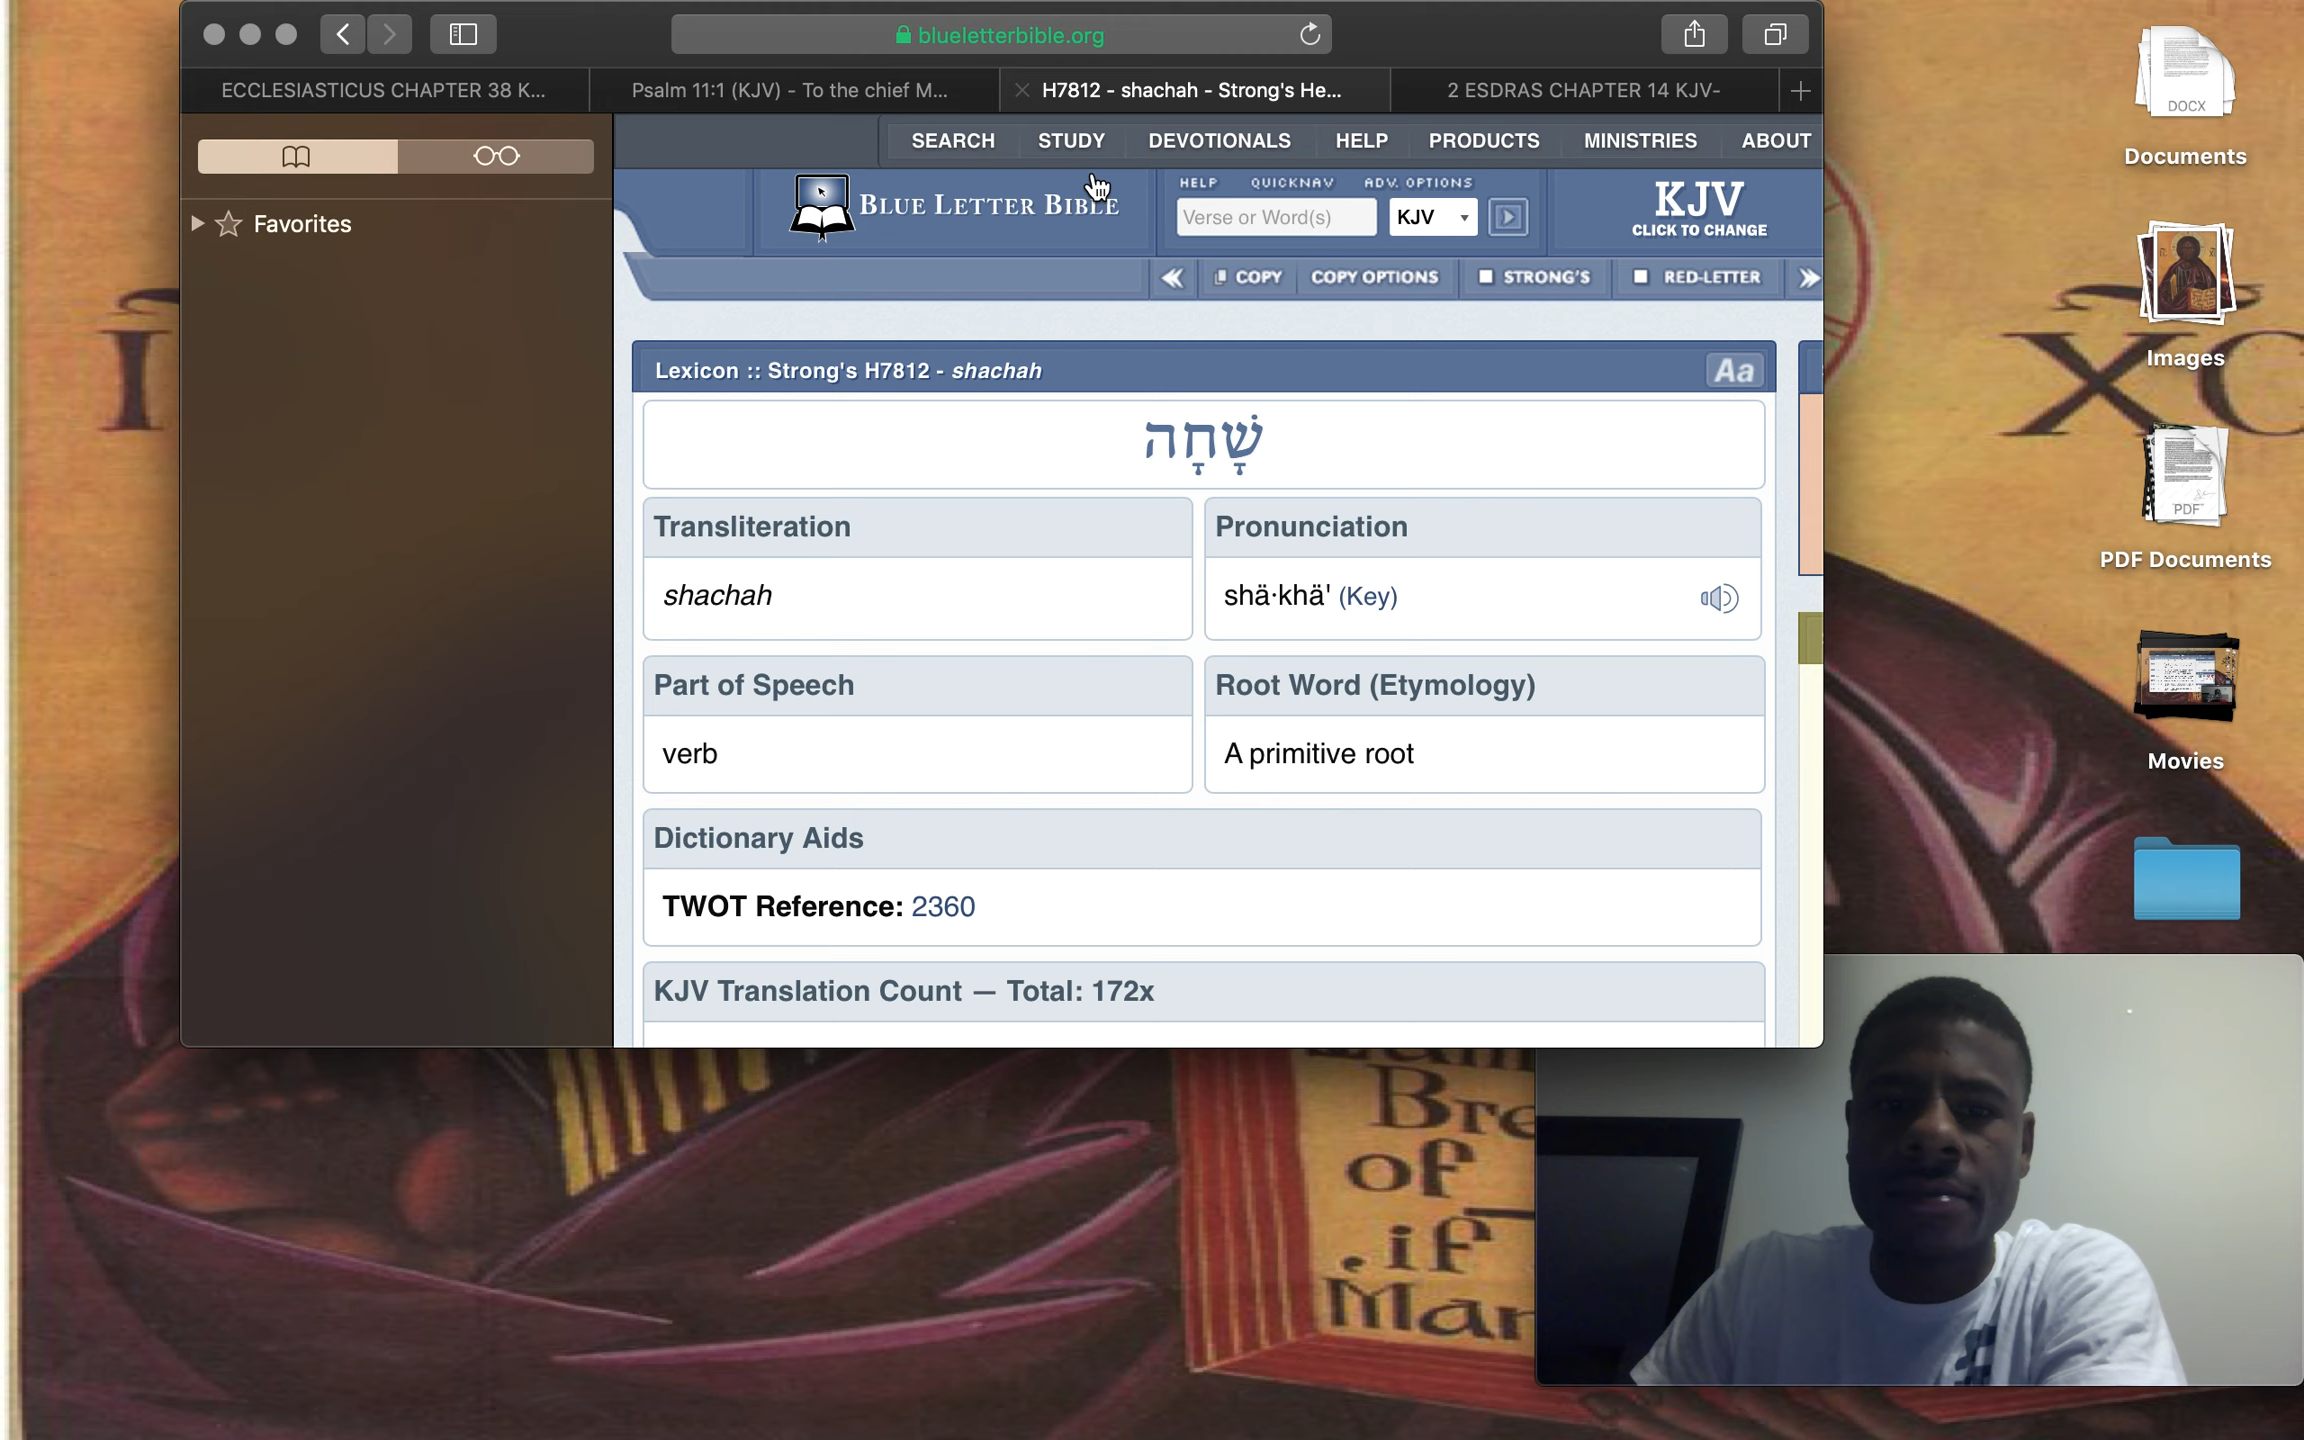 blueletterbible.org
ECCLESIASTICUS CHAPTER 38 K...
Psalm 11:1 (KJV) - To the chief M...
H7812 - shachah - Strong's He...
2 ESDRAS CHAPTER 14 KJV-
Favorites
SEARCH STUDY DEVOTIONALS HELP PRODUCTS MINISTRIES ABOUT
BLUE LETTER BIBLE
HELP QUICKNAV ADV. OPTIONS
Verse or Word(s) KJV
KJV
CLICK TO CHANGE
COPY COPY OPTIONS STRONG'S RED-LETTER
Lexicon :: Strong's H7812 - shachah
Aa
שָׁחָה
Transliteration
shachah
Pronunciation
shä·khä' (Key)
Part of Speech
verb
Root Word (Etymology)
A primitive root
Dictionary Aids
TWOT Reference: 2360
KJV Translation Count — Total: 172x
DOCX
Documents
Images
PDF
PDF Documents
Movies
I
XC
Bre
of
if
Mar